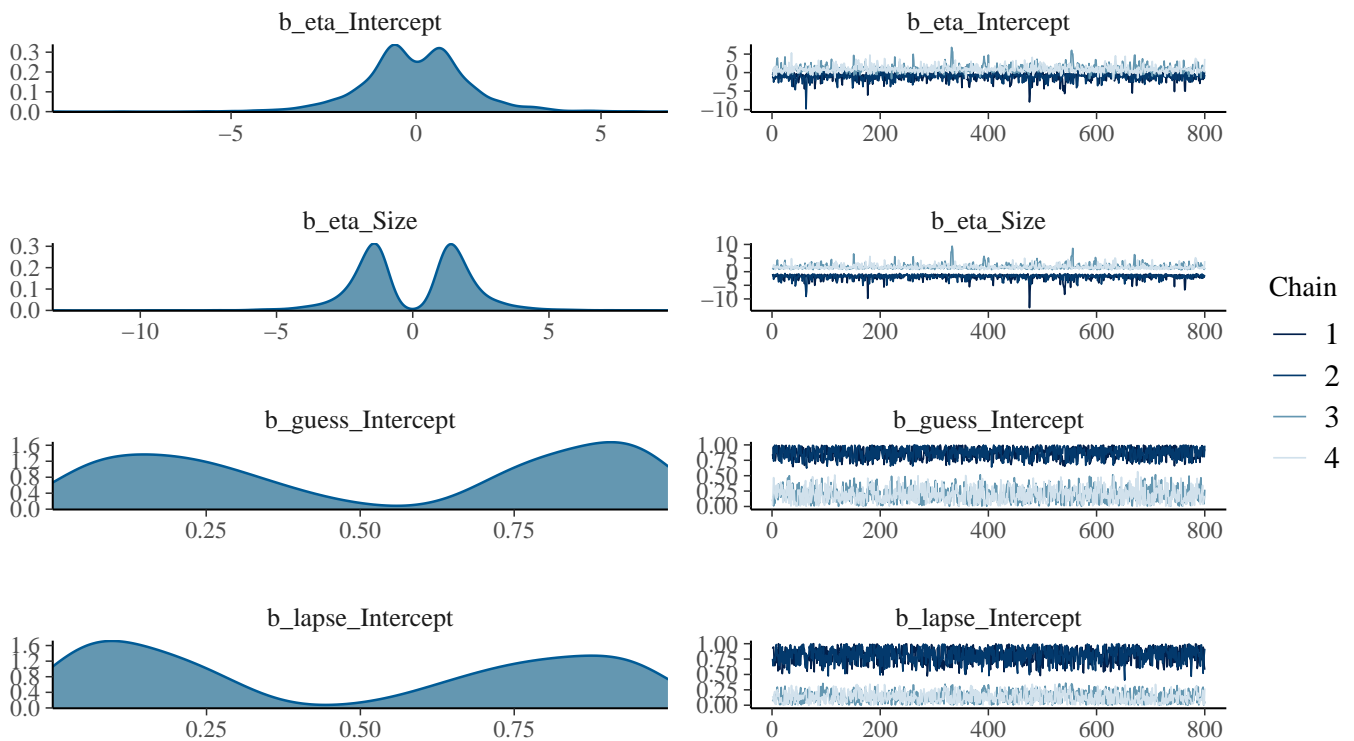 b_eta_Intercept
0.3
0.2
0.1
0.0
−5 0 5
b_eta_Intercept
5
0
−5
−10
0 200 400 600 800
b_eta_Size
0.3
0.2
0.1
0.0
−10 −5 0 5
b_eta_Size
10
5
0
−5
−10
0 200 400 600 800
b_guess_Intercept
1.6
1.2
0.8
0.4
0.0
0.25 0.50 0.75
b_guess_Intercept
1.00
0.75
0.50
0.25
0.00
0 200 400 600 800
b_lapse_Intercept
1.6
1.2
0.8
0.4
0.0
0.25 0.50 0.75
b_lapse_Intercept
1.00
0.75
0.50
0.25
0.00
0 200 400 600 800
Chain
1
2
3
4